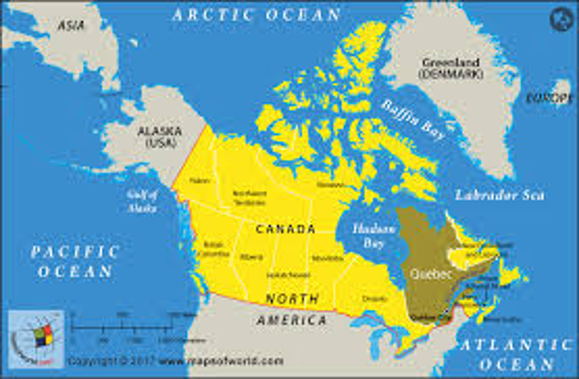 ARCTIC OCEAN
ASIA
Greenland
(DENMARK)
EUROPE
Baffin Bay
ALASKA
(USA)
Yukon
Northwest
Territories
Nunavut
Gulf of
Alaska
Labrador Sea
CANADA
Hudson
Bay
British
Columbia
Alberta
Manitoba
Saskatchewan
PACIFIC
OCEAN
Quebec
Ontario
Quebec City
NORTH
AMERICA
ATLANTIC
OCEAN
Copyright © 2017 www.mapsofworld.com